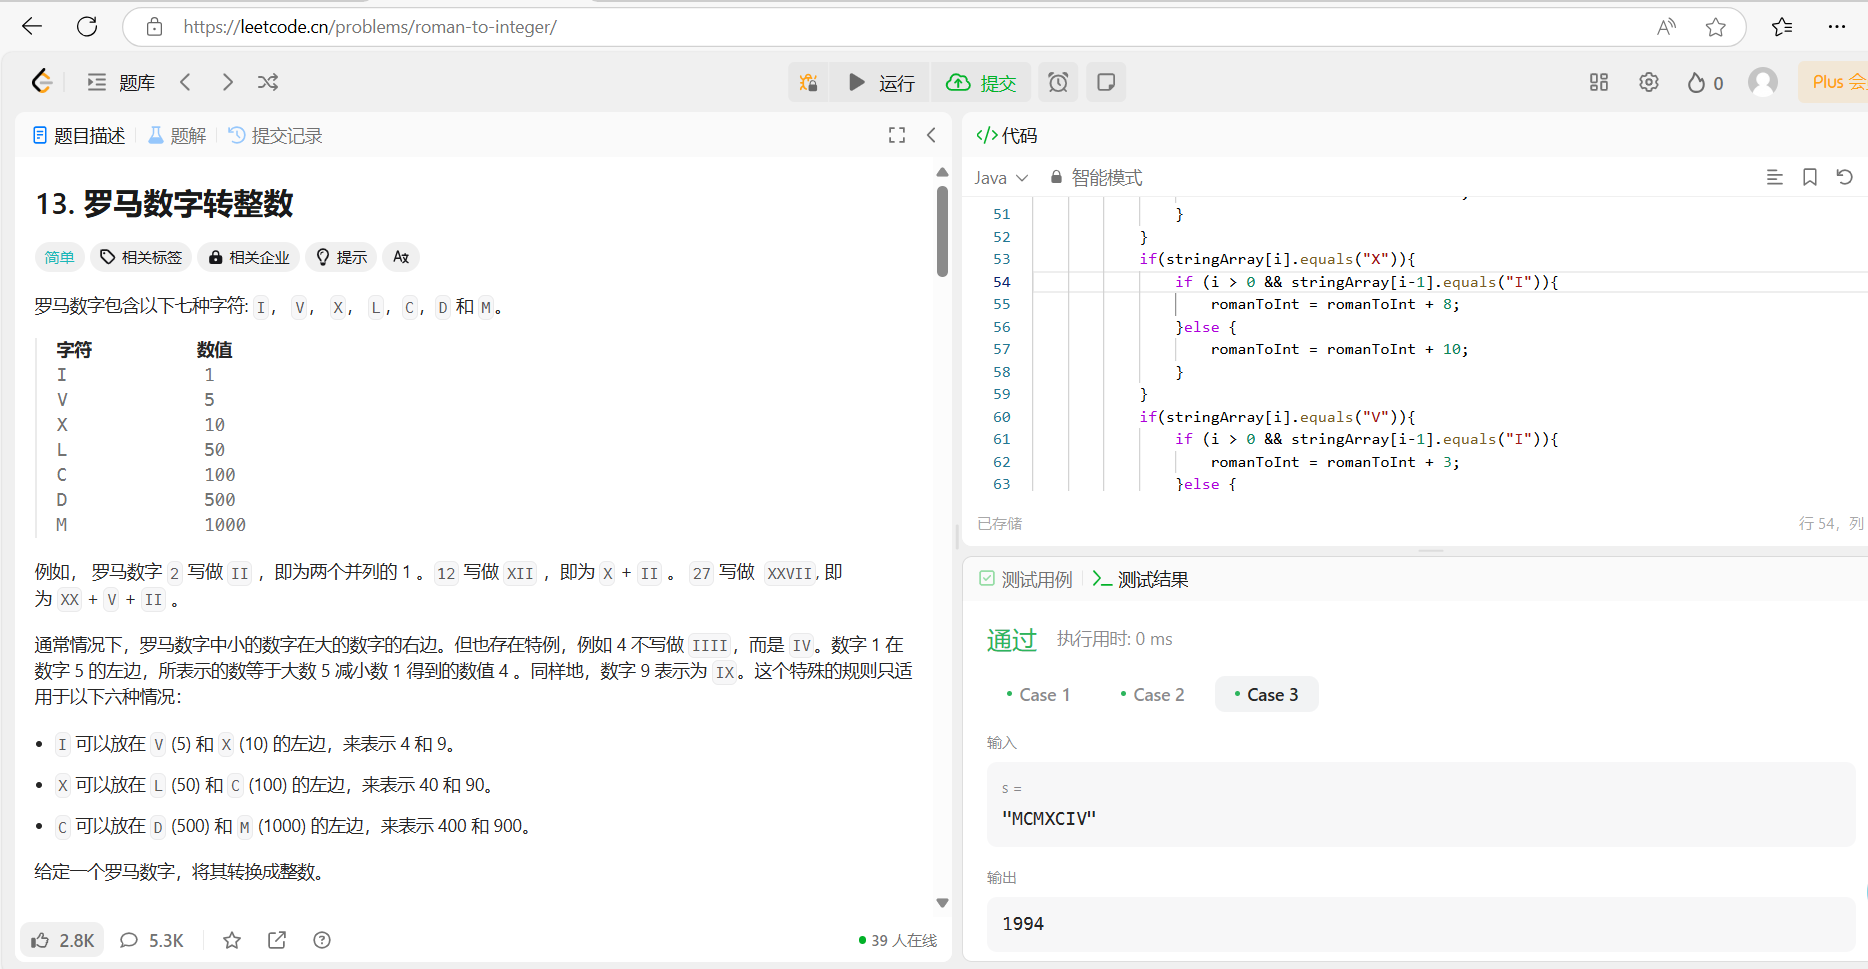 https://leetcode.cn/problems/roman-to-integer/
题库
运行
提交
0
Plus 会
题目描述
题解
提交记录
13. 罗马数字转整数
简单
相关标签
相关企业
提示
罗马数字包含以下七种字符: I, V, X, L, C, D 和 M。
字符 数值
I 1
V 5
X 10
L 50
C 100
D 500
M 1000
例如， 罗马数字 2 写做 II ，即为两个并列的 1 。12 写做 XII ，即为 X + II 。 27 写做 XXVII, 即
为 XX + V + II 。
通常情况下，罗马数字中小的数字在大的数字的右边。但也存在特例，例如 4 不写做 IIII，而是 IV。数字 1 在
数字 5 的左边，所表示的数等于大数 5 减小数 1 得到的数值 4 。同样地，数字 9 表示为 IX。这个特殊的规则只适
用于以下六种情况：
• I 可以放在 V (5) 和 X (10) 的左边，来表示 4 和 9。
• X 可以放在 L (50) 和 C (100) 的左边，来表示 40 和 90。
• C 可以放在 D (500) 和 M (1000) 的左边，来表示 400 和 900。
给定一个罗马数字，将其转换成整数。
2.8K
5.3K
39 人在线
</>代码
Java
智能模式
51 }
52 }
53 if(stringArray[i].equals("X")){
54 if (i > 0 && stringArray[i-1].equals("I")){
55 romanToInt = romanToInt + 8;
56 }else {
57 romanToInt = romanToInt + 10;
58 }
59 }
60 if(stringArray[i].equals("V")){
61 if (i > 0 && stringArray[i-1].equals("I")){
62 romanToInt = romanToInt + 3;
63 }else {
已存储
行 54，列
测试用例
测试结果
通过
执行用时: 0 ms
• Case 1
• Case 2
• Case 3
输入
s =
"MCMXCIV"
输出
1994